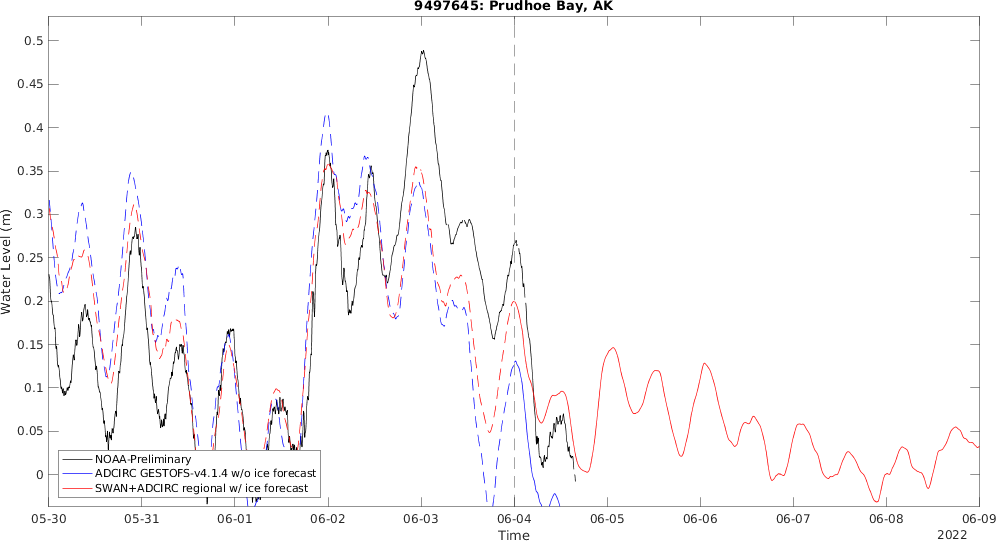 9497645: Prudhoe Bay, AK
Water Level (m)
0.5
0.45
0.4
0.35
0.3
0.25
0.2
0.15
0.1
0.05
0
NOAA-Preliminary
ADCIRC GESTOFS-v4.1.4 w/o ice forecast
SWAN+ADCIRC regional w/ ice forecast
05-30 05-31 06-01 06-02 06-03 06-04 06-05 06-06 06-07 06-08 06-09
Time
2022